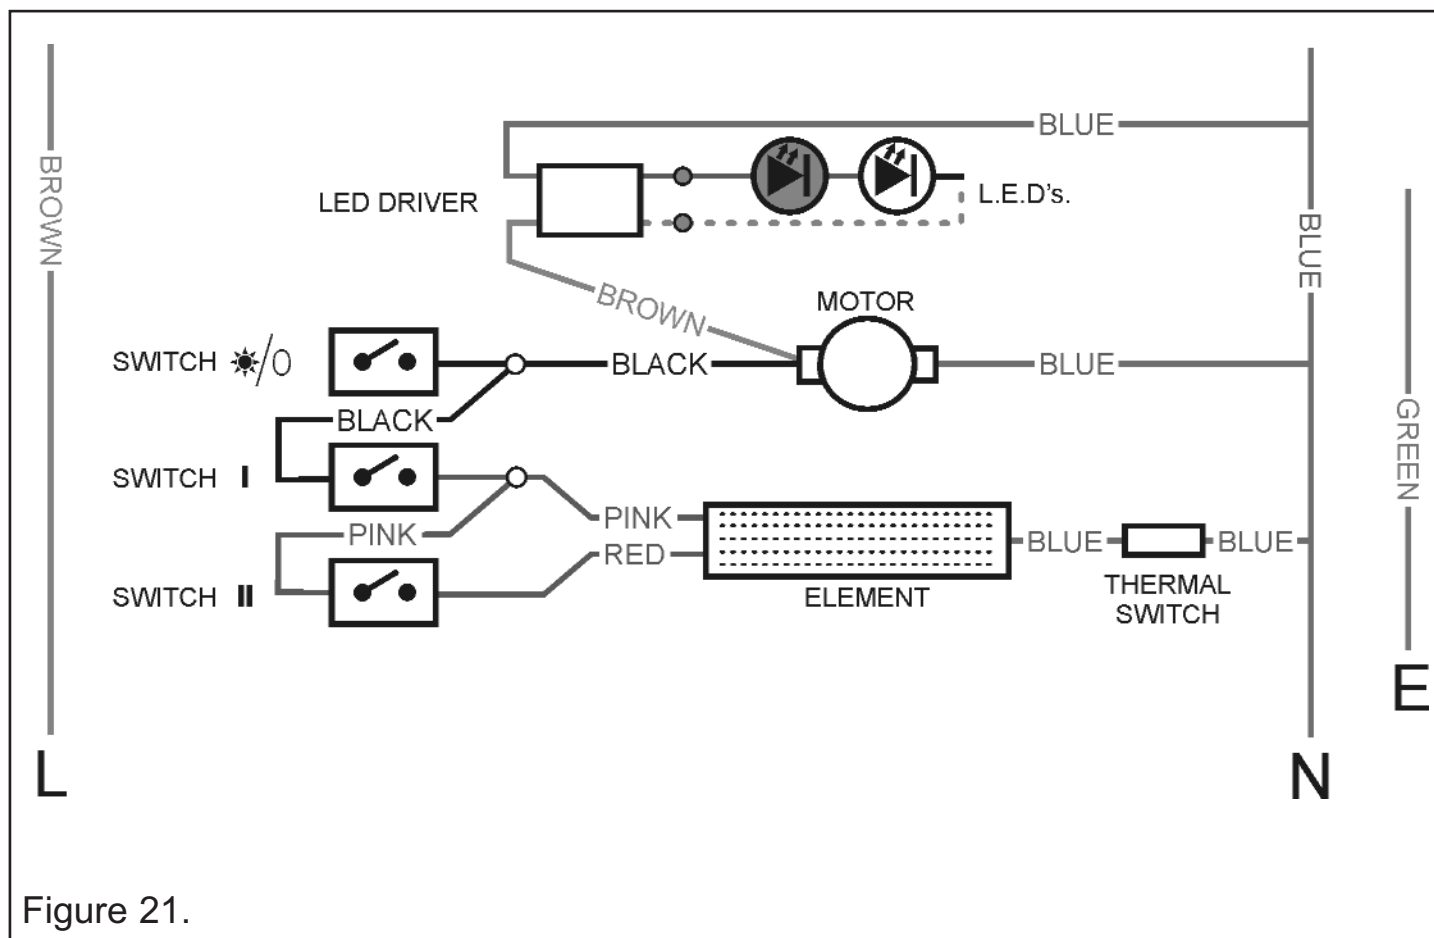 BLUE
BROWN
LED DRIVER
L.E.D's.
BLUE
BROWN
MOTOR
SWITCH ☀/0
BLACK
BLUE
BLACK
GREEN
SWITCH I
PINK
PINK
RED
BLUE
BLUE
SWITCH II
ELEMENT
THERMAL
SWITCH
E
L
N
Figure 21.